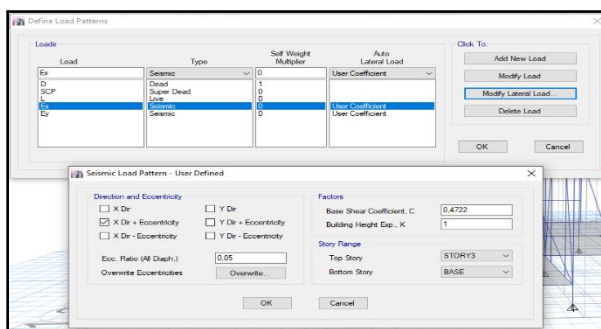 Define Load Patterns
Loads
Click To:
Load
Type
Self Weight
Multiplier
Auto
Lateral Load
Ex
Seismic
0
User Coefficient
D
Dead
1
SCP
Super Dead
0
L
Live
0
Ex
Seismic
0
User Coefficient
Ey
Seismic
0
User Coefficient
Add New Load
Modify Load
Modify Lateral Load...
Delete Load
OK
Cancel
Seismic Load Pattern - User Defined
Direction and Eccentricity
X Dir
Y Dir
X Dir + Eccentricity
Y Dir + Eccentricity
X Dir - Eccentricity
Y Dir - Eccentricity
Ecc. Ratio (All Diaph.)
0,05
Overwrite Eccentricities
Overwrite...
Factors
Base Shear Coefficient, C
0,4722
Building Height Exp., K
1
Story Range
Top Story
STORY3
Bottom Story
BASE
OK
Cancel